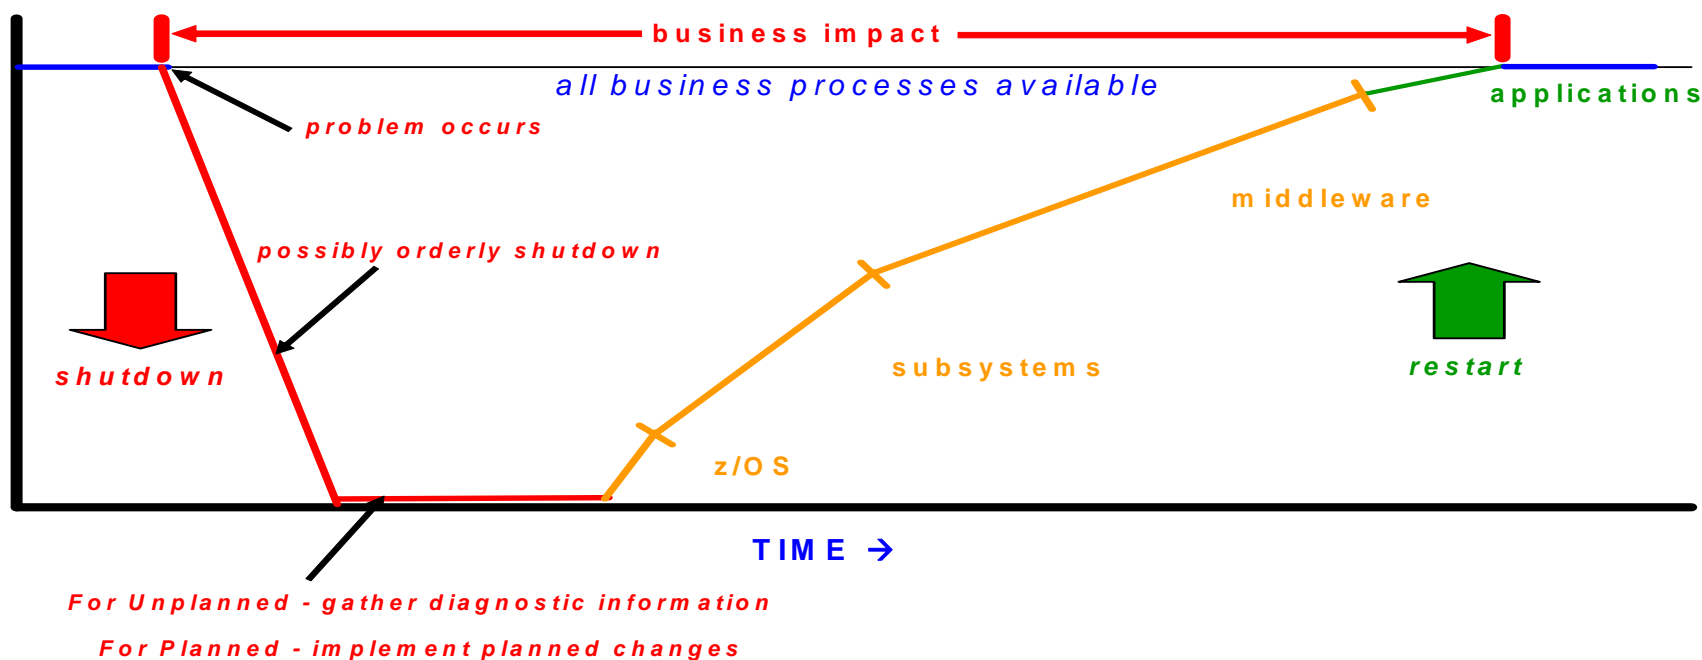 business impact
all business processes available
applications
problem occurs
middleware
possibly orderly shutdown
shutdown
subsystems
restart
z/OS
TIME →
For Unplanned - gather diagnostic information
For Planned - implement planned changes